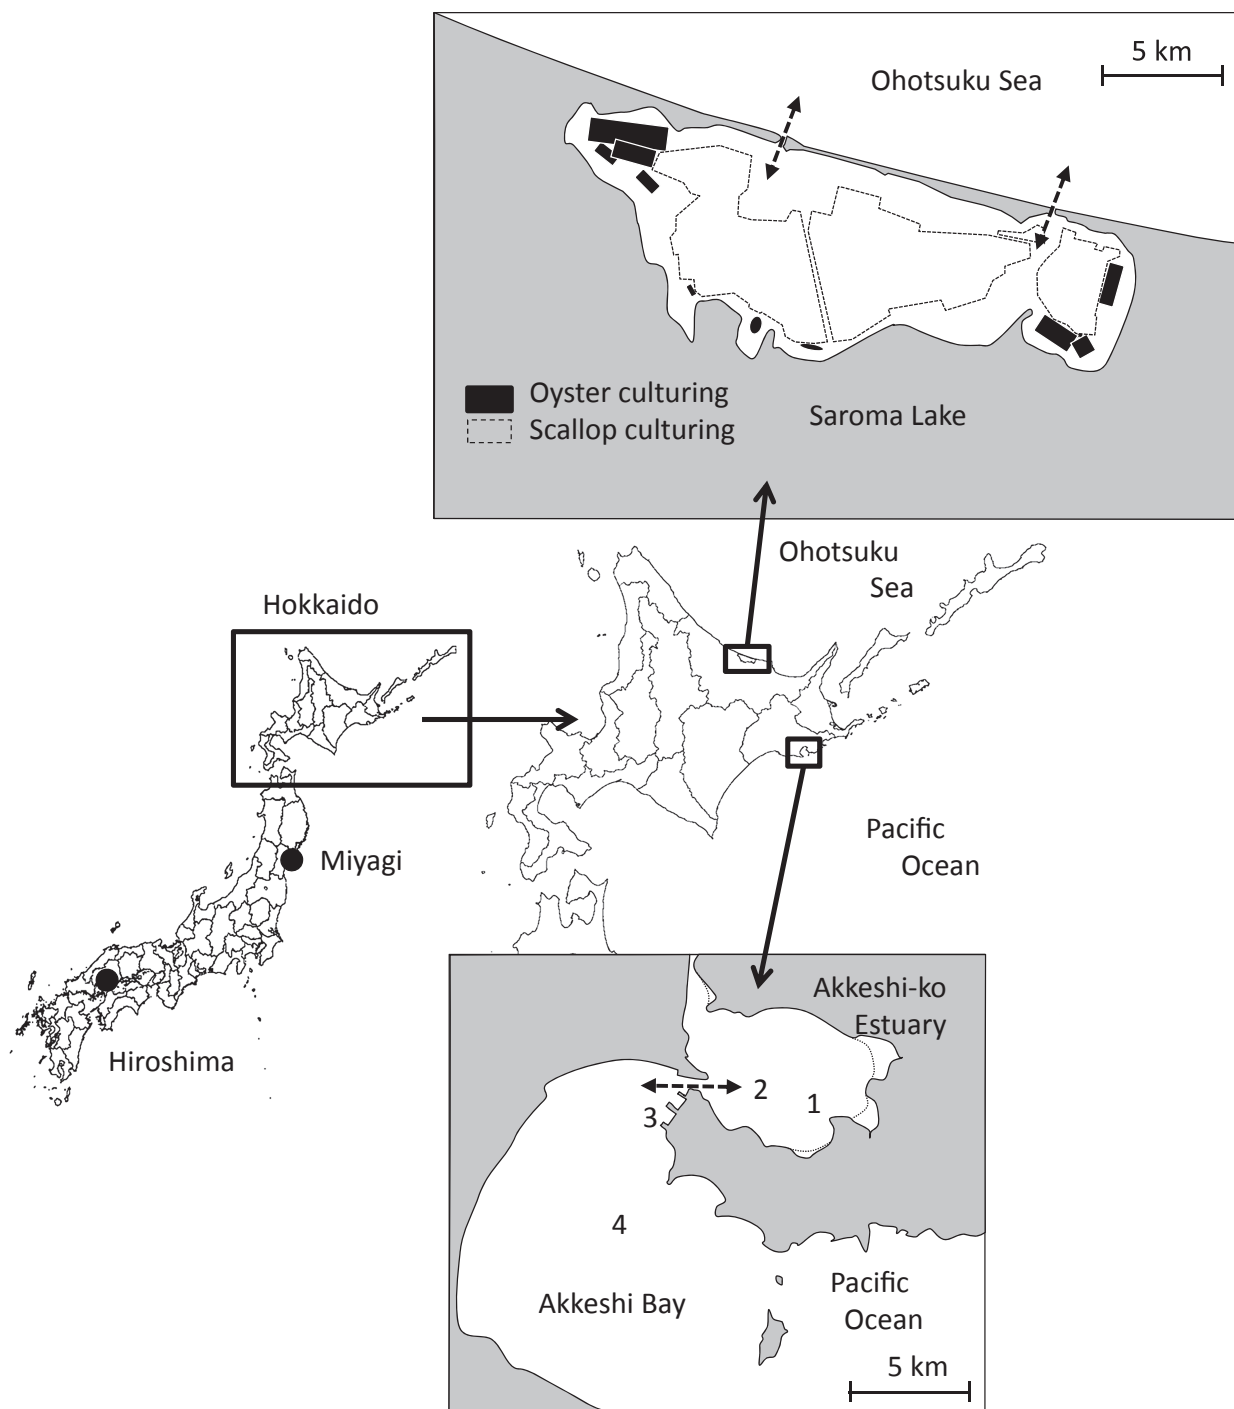 5 km
Ohotsuku Sea
Oyster culturing
Scallop culturing
Saroma Lake
Ohotsuku
Sea
Hokkaido
Miyagi
Hiroshima
Pacific
Ocean
Akkeshi-ko
Estuary
2
1
3
4
Akkeshi Bay
Pacific
Ocean
5 km